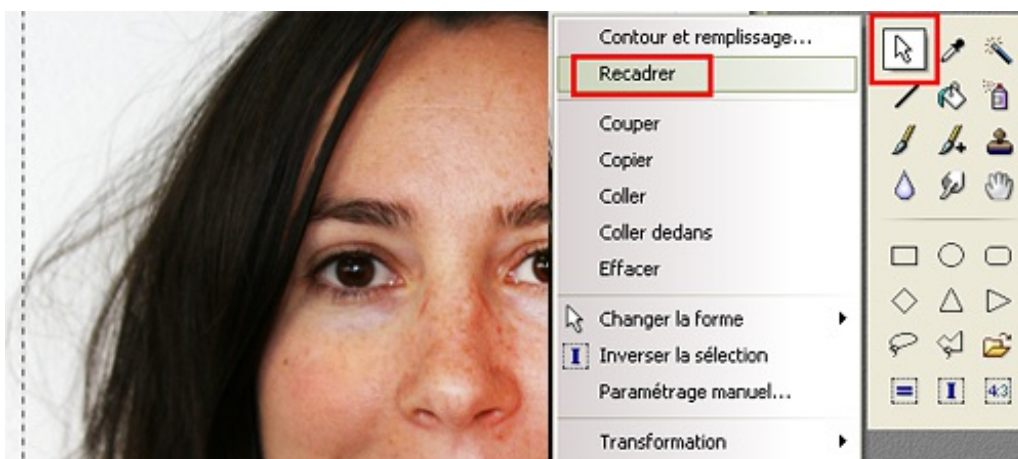 Contour et remplissage...
Recadrer
Couper
Copier
Coller
Coller dedans
Effacer
Changer la forme
Inverser la sélection
Paramétrage manuel...
Transformation
4:3